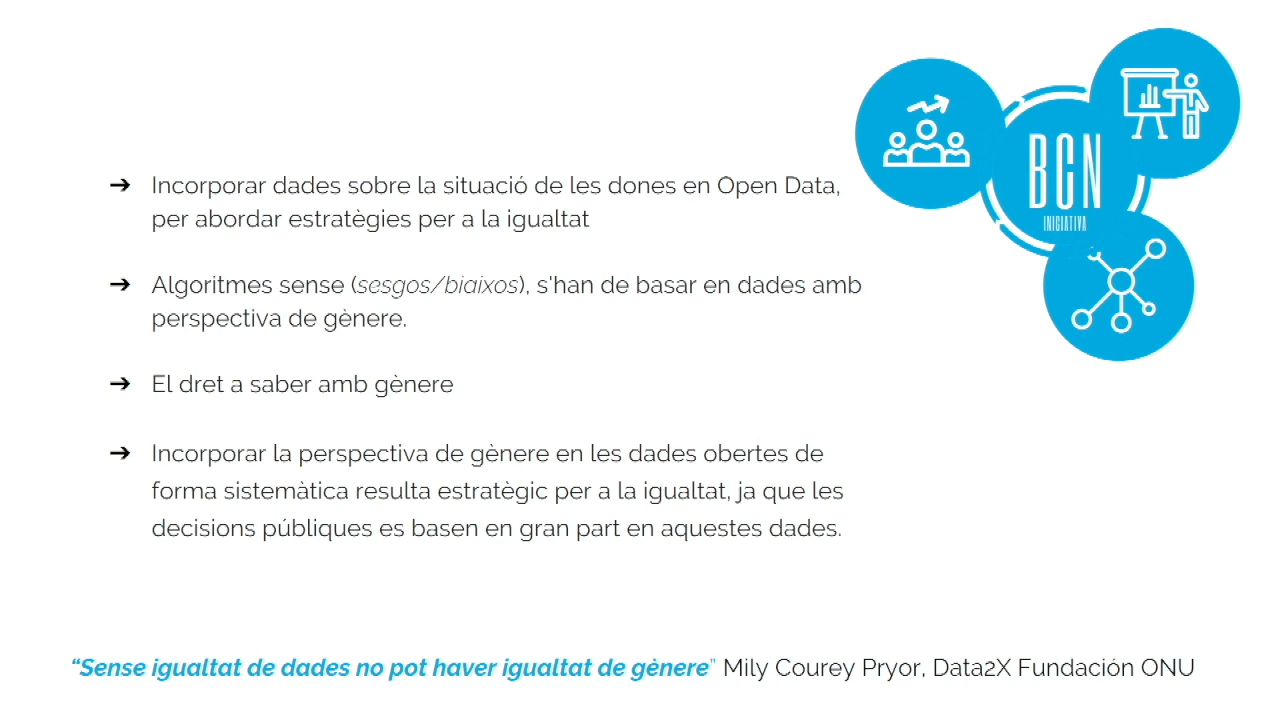 BCN
INICIATIVA
➔ Incorporar dades sobre la situació de les dones en Open Data,
per abordar estratègies per a la igualtat
➔ Algoritmes sense (sesgos/biaixos), s'han de basar en dades amb
perspectiva de gènere.
➔ El dret a saber amb gènere
➔ Incorporar la perspectiva de gènere en les dades obertes de
forma sistemàtica resulta estratègic per a la igualtat, ja que les
decisions públiques es basen en gran part en aquestes dades.
“Sense igualtat de dades no pot haver igualtat de gènere” Mily Courey Pryor, Data2X Fundación ONU